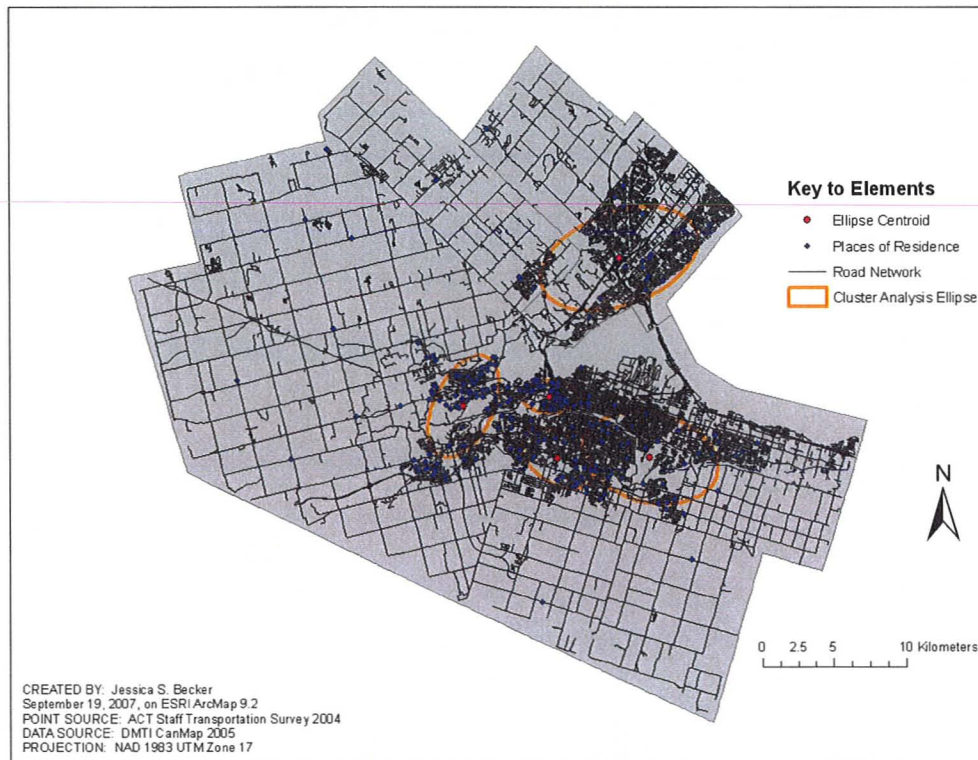 Key to Elements
Ellipse Centroid
Places of Residence
Road Network
Cluster Analysis Ellipse
N
0 2.5 5 10 Kilometers
CREATED BY: Jessica S. Becker
September 19, 2007, on ESRI ArcMap 9.2
POINT SOURCE: ACT Staff Transportation Survey 2004
DATA SOURCE: DMTI CanMap 2005
PROJECTION: NAD 1983 UTM Zone 17